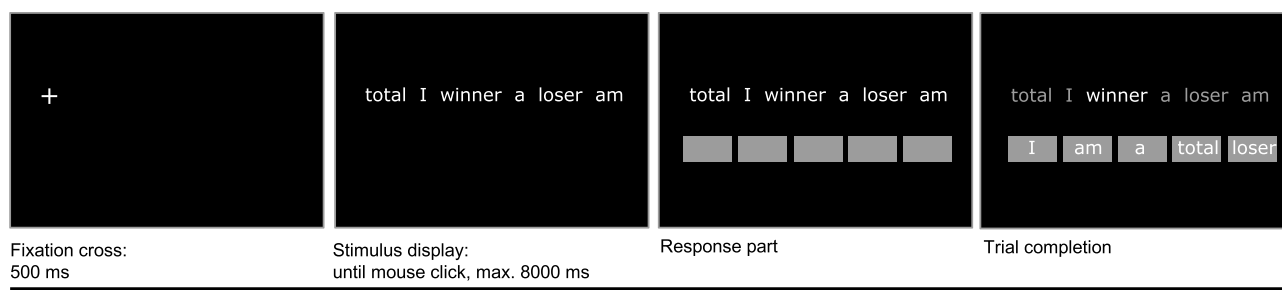 +
total I winner a loser am
total I winner a loser am
total I winner a loser am
I am a total loser
Fixation cross:
500 ms
Stimulus display:
until mouse click, max. 8000 ms
Response part
Trial completion